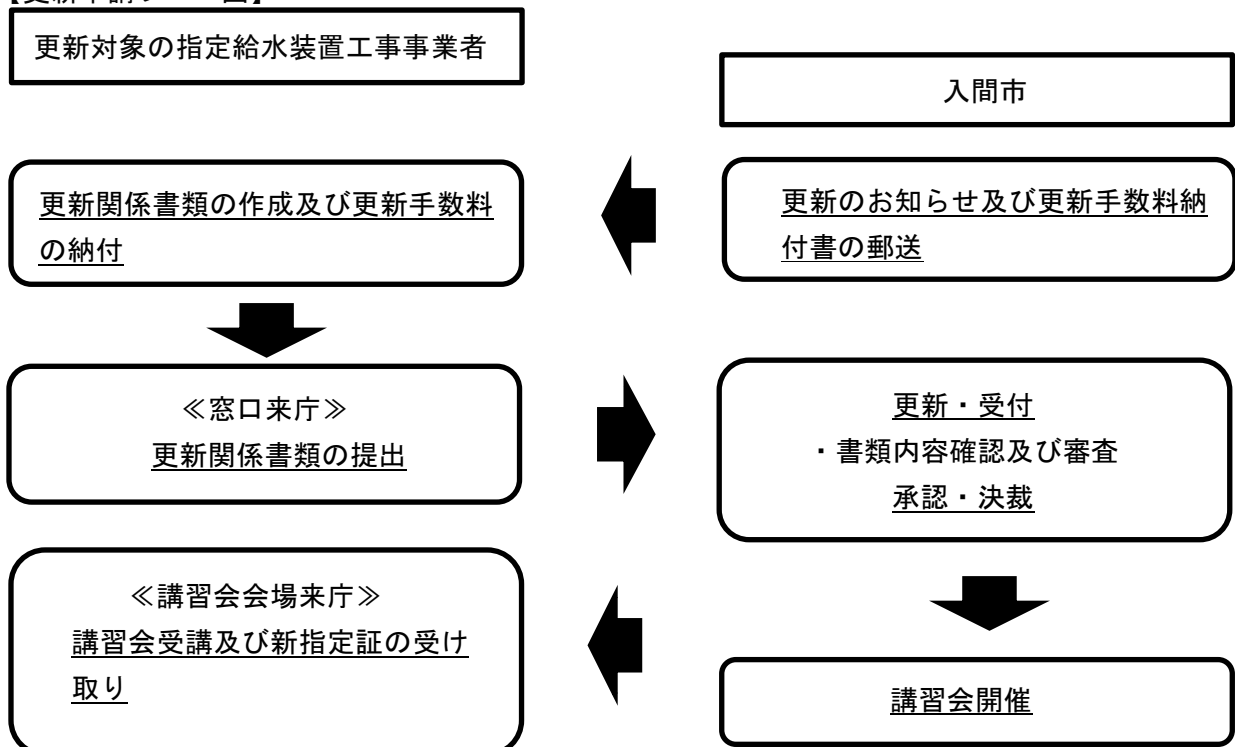 更新対象の指定給水装置工事事業者
入間市
更新のお知らせ及び更新手数料納
付書の郵送
更新関係書類の作成及び更新手数料
の納付
≪窓口来庁≫
更新関係書類の提出
更新・受付
・書類内容確認及び審査
承認・決裁
講習会開催
≪講習会会場来庁≫
講習会受講及び新指定証の受け
取り